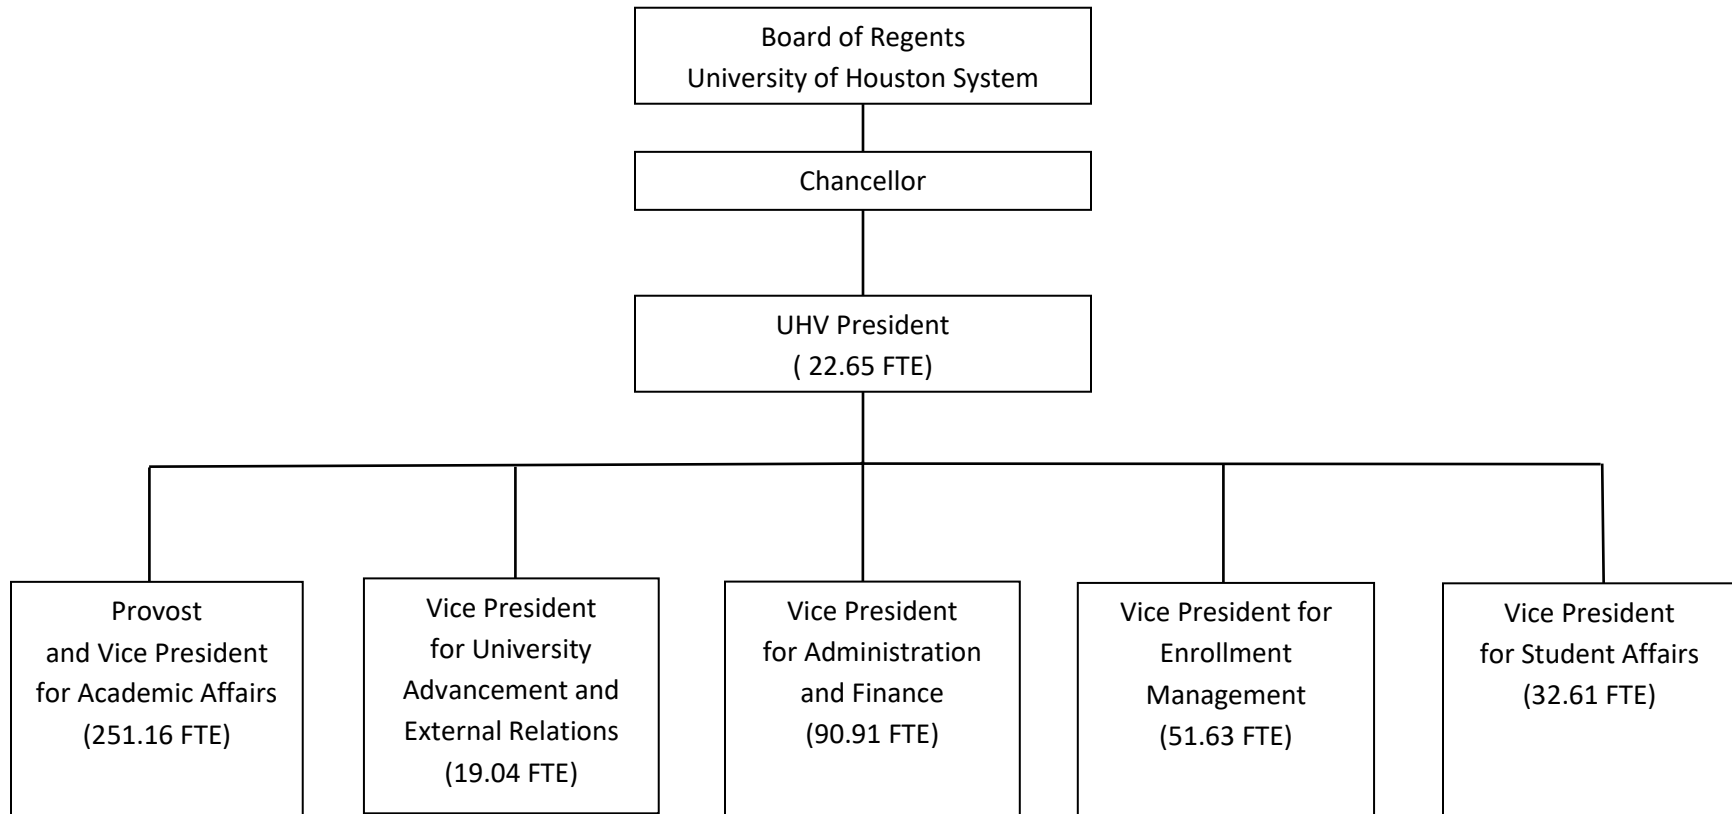 Board of Regents
University of Houston System
Chancellor
UHV President
( 22.65 FTE)
Provost
and Vice President
for Academic Affairs
(251.16 FTE)
Vice President
for University
Advancement and
External Relations
(19.04 FTE)
Vice President
for Administration
and Finance
(90.91 FTE)
Vice President for
Enrollment
Management
(51.63 FTE)
Vice President
for Student Affairs
(32.61 FTE)